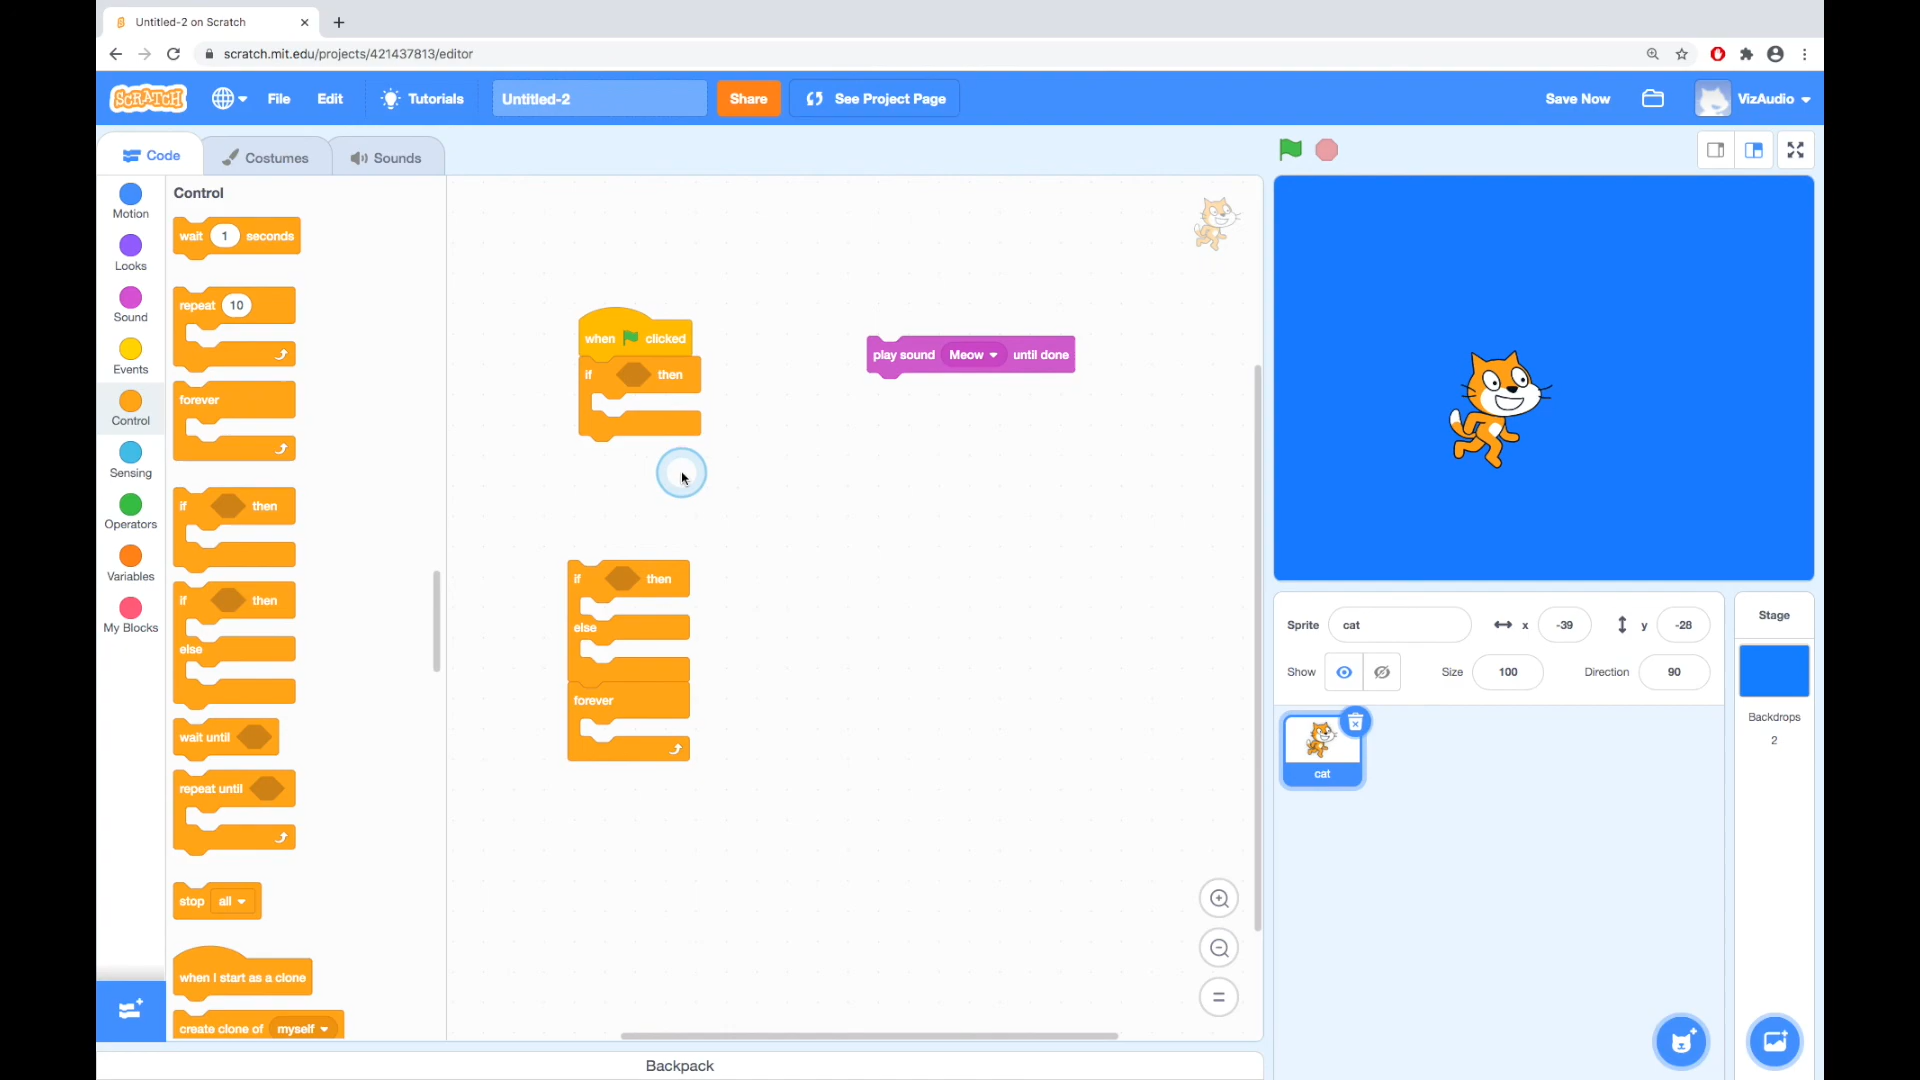 Untitled-2 on Scratch
scratch.mit.edu/projects/421437813/editor
SCRATCH
File
Edit
Tutorials
Untitled-2
Share
See Project Page
Save Now
VizAudio
Code
Costumes
Sounds
Motion
Looks
Sound
Events
Control
Sensing
Operators
Variables
My Blocks
Control
wait 1 seconds
repeat 10
forever
if then
if then
else
wait until
repeat until
stop all
when I start as a clone
create clone of myself
when clicked
if then
play sound Meow until done
if then
else
forever
Sprite cat x -39 y -28
Show Size 100 Direction 90
cat
Stage
Backdrops
2
Backpack